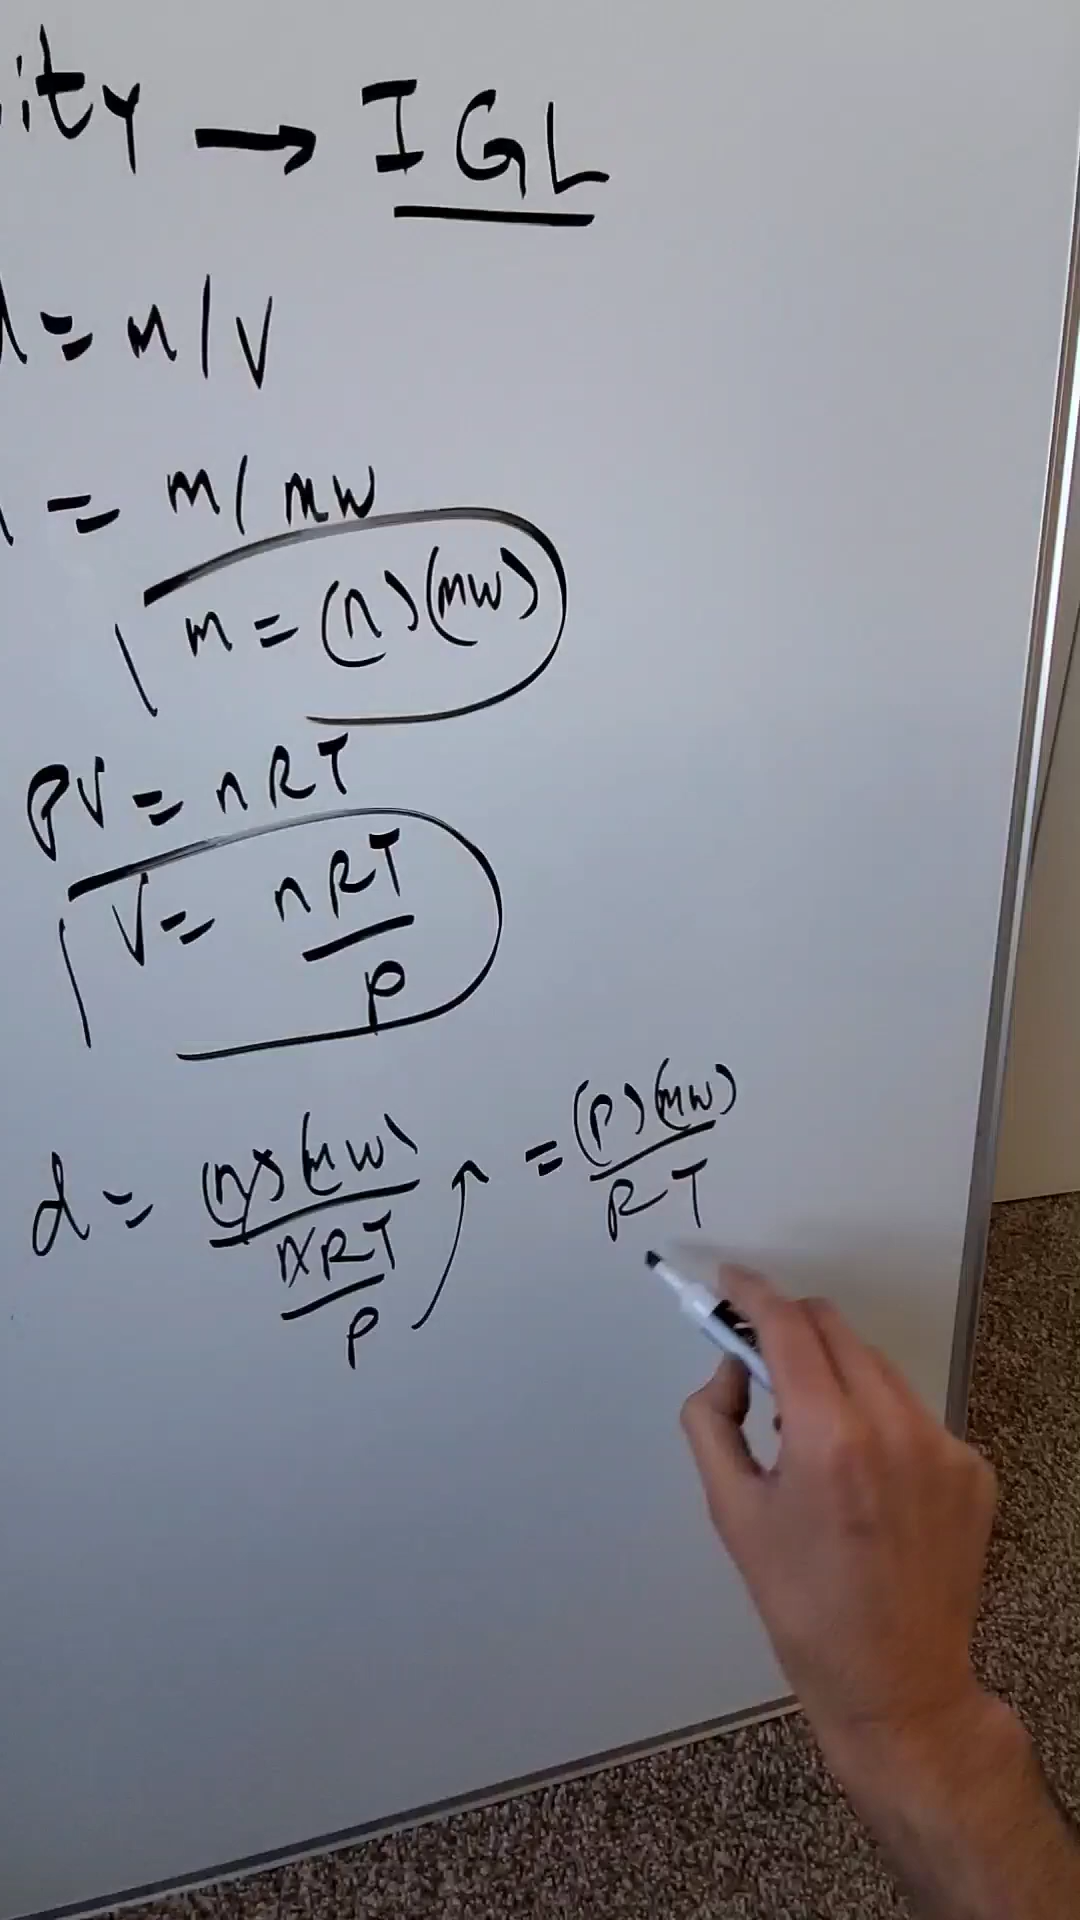 ity → IGL
= m/V
= m/mw
m = (n)(mw)
PV = nRT
V = nRT/P
d = (n)(mw)/nRT/P = (P)(mw)/RT